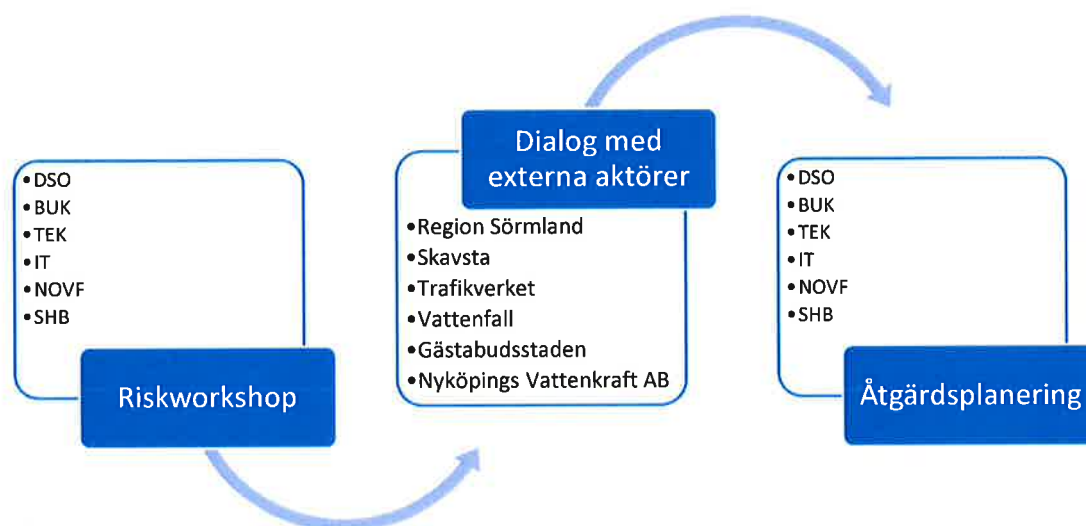 •DSO
•BUK
•TEK
•IT
•NOVF
•SHB
Riskworkshop
Dialog med
externa aktörer
•Region Sörmland
•Skavsta
•Trafikverket
•Vattenfall
•Gästabudsstaden
•Nyköpings Vattenkraft AB
•DSO
•BUK
•TEK
•IT
•NOVF
•SHB
Åtgärdsplanering